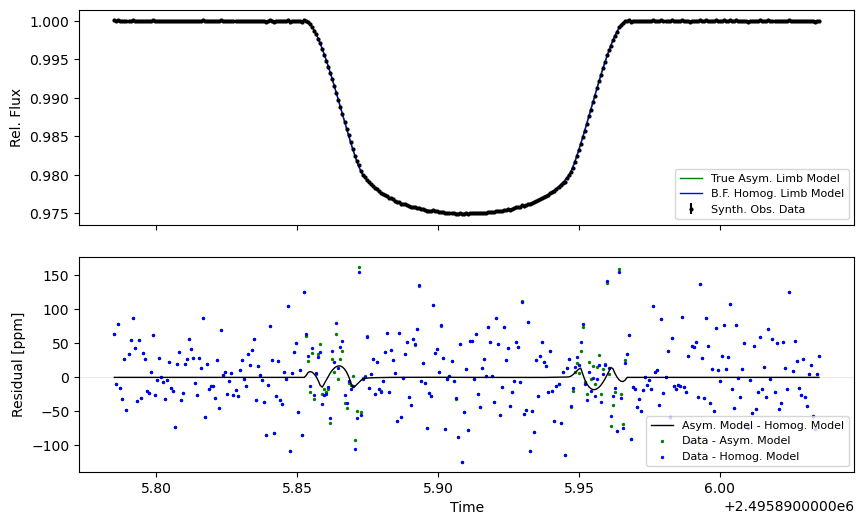 1.000
0.995
0.990
0.985
0.980
0.975
Rel. Flux
True Asym. Limb Model
B.F. Homog. Limb Model
Synth. Obs. Data
150
100
50
0
−50
−100
Residual [ppm]
Asym. Model - Homog. Model
Data - Asym. Model
Data - Homog. Model
5.80 5.85 5.90 5.95 6.00
Time
+2.4958900000e6